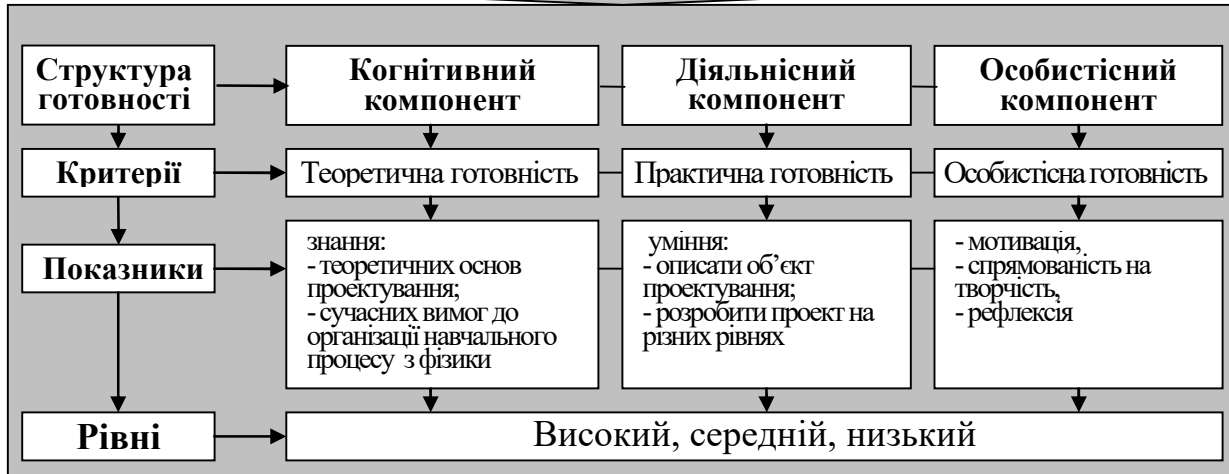 Структура
готовності
Когнітивний
компонент
Діяльнісний
компонент
Особистісний
компонент
Критерії
Теоретична готовність
Практична готовність
Особистісна готовність
Показники
знання:
- теоретичних основ
проектування;
- сучасних вимог до
організації навчального
процесу з фізики
уміння:
- описати об’єкт
проектування;
- розробити проект на
різних рівнях
- мотивація,
- спрямованість на
творчість,
- рефлексія
Рівні
Високий, середній, низький